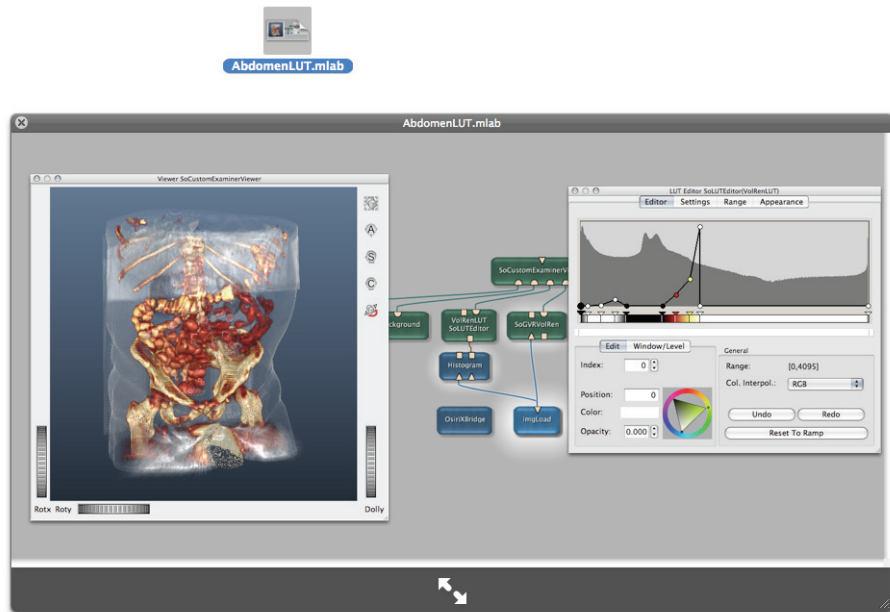 AbdomenLUT.mlab
AbdomenLUT.mlab
Viewer SoCustomExaminerViewer
A
S
C
Rotx Roty
Dolly
SoCustomExaminerVi
ckground
VolRenLUT
SoLUTEditor
SoGVRVolRen
Histogram
OsiriXBridge
ImgLoad
LUT Editor SoLUTEditor(VolRenLUT)
Editor Settings Range Appearance
Edit Window/Level
Index: 0
Position: 0
Color:
Opacity: 0.000
General
Range: [0,4095]
Col. Interpol.: RGB
Undo Redo
Reset To Ramp